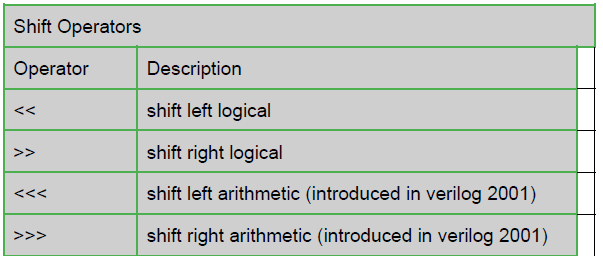 Shift Operators
Operator Description
<< shift left logical
>> shift right logical
<<< shift left arithmetic (introduced in verilog 2001)
>>> shift right arithmetic (introduced in verilog 2001)